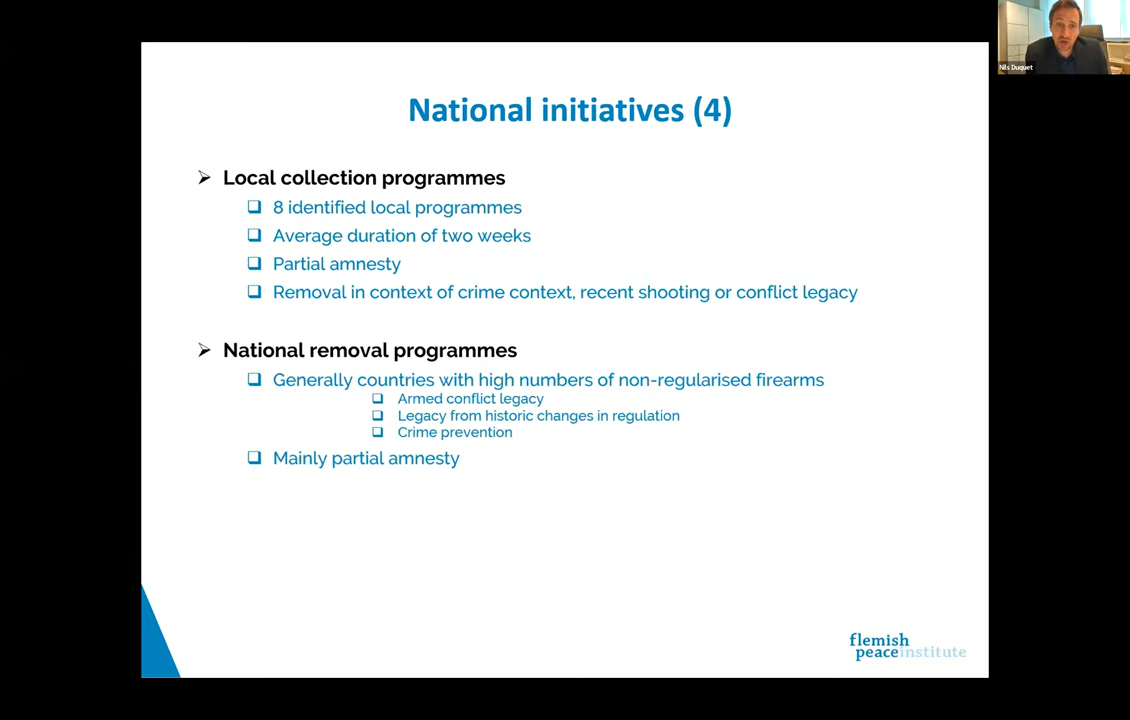 Nils Duquet
National initiatives (4)
Local collection programmes
8 identified local programmes
Average duration of two weeks
Partial amnesty
Removal in context of crime context, recent shooting or conflict legacy
National removal programmes
Generally countries with high numbers of non-regularised firearms
Armed conflict legacy
Legacy from historic changes in regulation
Crime prevention
Mainly partial amnesty
flemish
peaceinstitute